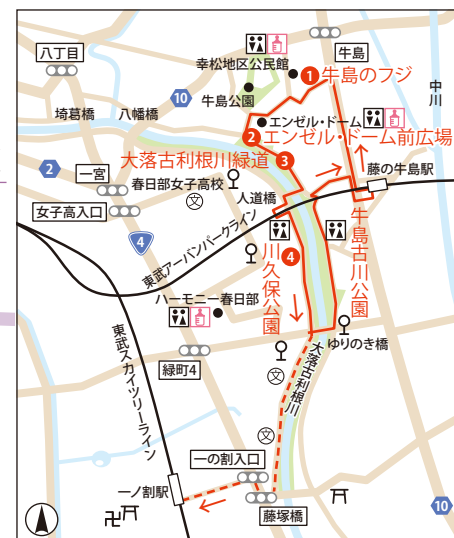 八丁目
幸松地区公民館
牛島
1 牛島のフジ
埼葛橋
八幡橋
10
牛島公園
中川
エンゼル・ドーム
2 エンゼル・ドーム前広場
大落古利根川緑道 3
2
一宮
春日部女子高校
藤の牛島駅
女子高入口
文
人道橋
4
東武アーバンパークライン
4
川久保公園
牛島古川公園
ハーモニー春日部
東武スカイツリーライン
緑町4
ゆりのき橋
大落古利根川
文
文
一の割入口
一ノ割駅
藤塚橋
10